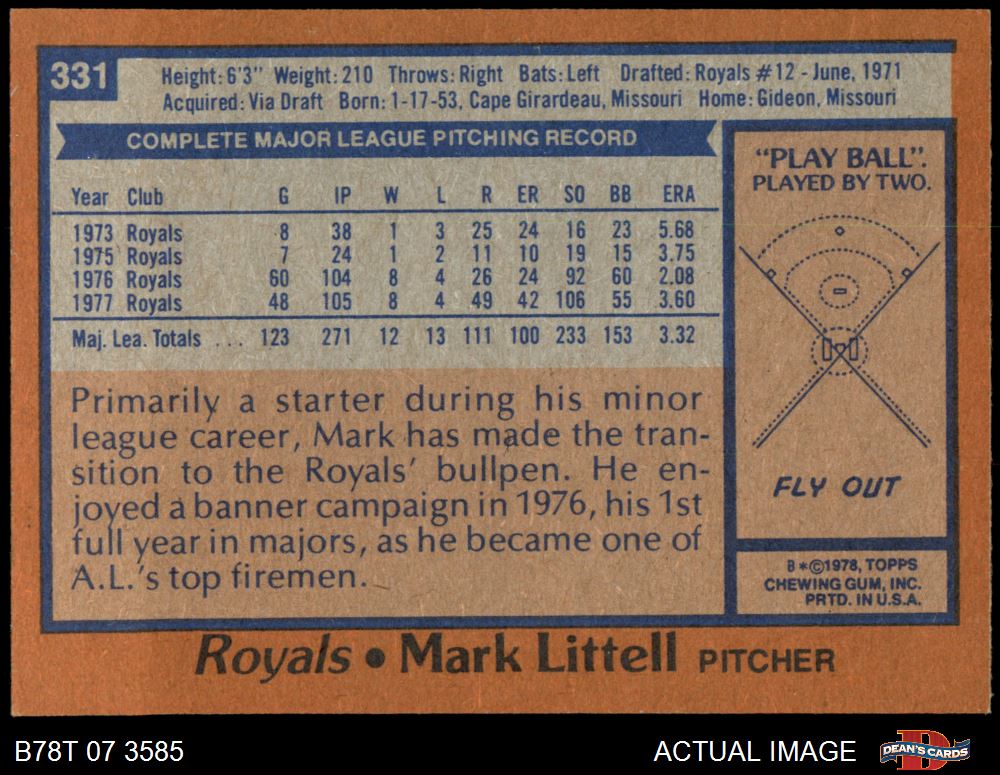 331
Height: 6'3" Weight: 210 Throws: Right Bats: Left Drafted: Royals #12 - June, 1971
Acquired: Via Draft Born: 1-17-53, Cape Girardeau, Missouri Home: Gideon, Missouri
COMPLETE MAJOR LEAGUE PITCHING RECORD
Year Club G IP W L R ER SO BB ERA
1973 Royals 8 38 1 3 25 24 16 23 5.68
1975 Royals 7 24 1 2 11 10 19 15 3.75
1976 Royals 60 104 8 4 26 24 92 60 2.08
1977 Royals 48 105 8 4 49 42 106 55 3.60
Maj. Lea. Totals ... 123 271 12 13 111 100 233 153 3.32
Primarily a starter during his minor
league career, Mark has made the tran-
sition to the Royals' bullpen. He en-
joyed a banner campaign in 1976, his 1st
full year in majors, as he became one of
A.L.'s top firemen.
"PLAY BALL".
PLAYED BY TWO.
FLY OUT
B*©1978, TOPPS
CHEWING GUM, INC.
PRTD. IN U.S.A.
Royals • Mark Littell PITCHER
B78T 07 3585
ACTUAL IMAGE
DEAN'S CARDS